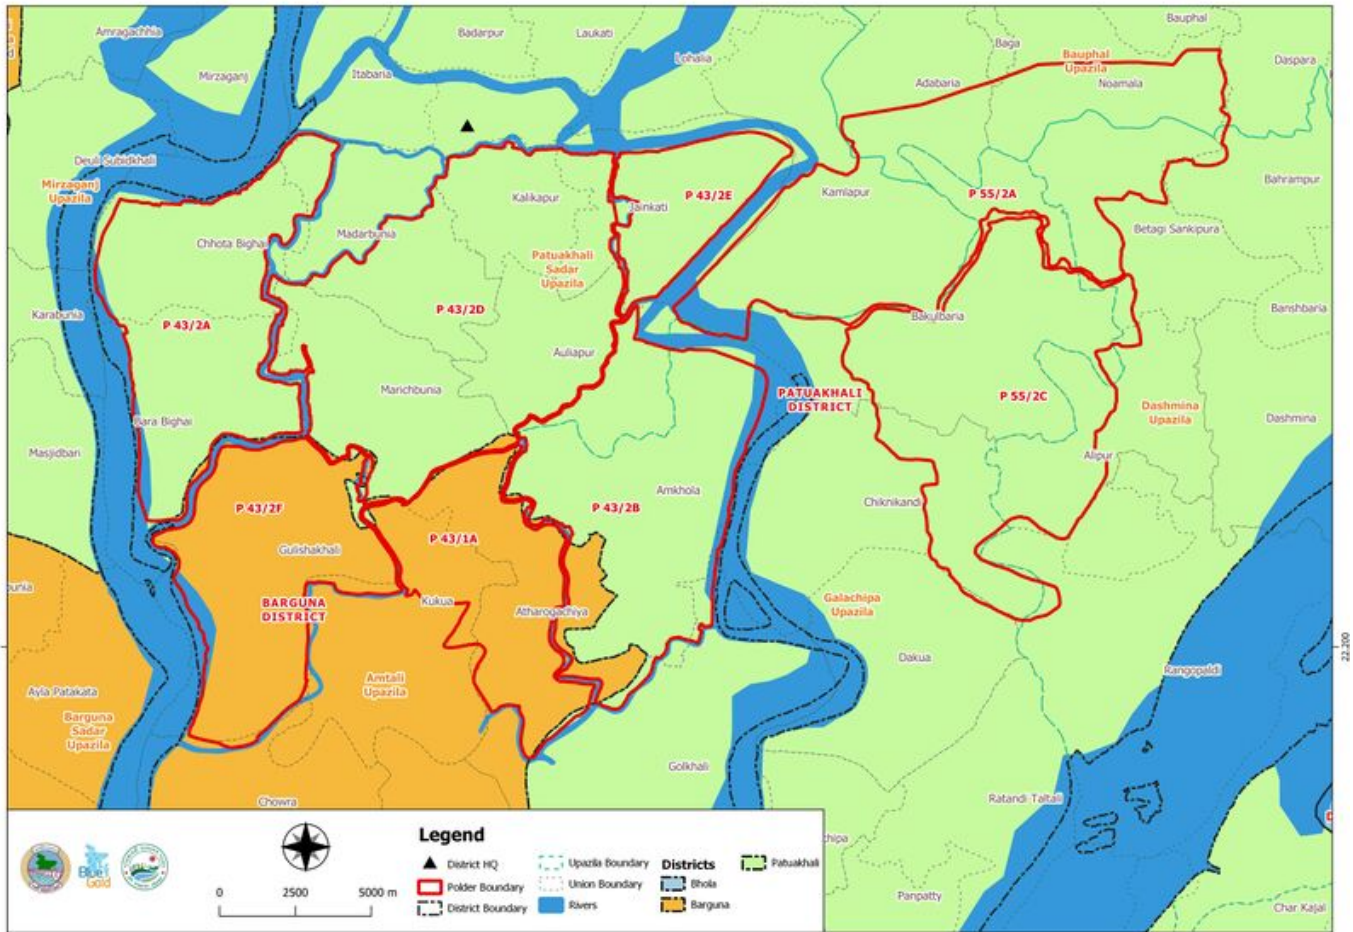 Amragachhia
Badarpur
Laukati
Bauphal
Lohalia
Baga
Bauphal
Upazila
Daspara
Mirzaganj
Itabaria
Adabaria
Noamala
Deuli Subidkhali
Mirzaganj
Upazila
Kalikapur
Jainkati
P 43/2E
Kamlapur
P 55/2A
Bahrampur
Chhota Bighai
Madarbunia
Betagi Sankipura
Patuakhali
Sadar
Upazila
Karabunia
P 43/2A
P 43/2D
Bakulbaria
Banshbaria
Auliapur
Marichbunia
PATUAKHALI
DISTRICT
P 55/2C
Dashmina
Upazila
Dashmina
Bara Bighai
Masjidbari
Alipur
Amkhola
Chiknikandi
P 43/2F
P 43/2B
Gulishakhali
P 43/1A
BARGUNA
DISTRICT
Kukua
Atharogachiya
Galachipa
Upazila
22.200
Dakua
Rangopaldi
Ayla Patakata
Amtali
Upazila
Barguna
Sadar
Upazila
Golkhali
Chowra
Ratandi Taltali
Panpatty
Char Kajal
Blue
Gold
0 2500 5000 m
Legend
District HQ
Polder Boundary
District Boundary
Upazila Boundary
Union Boundary
Rivers
Districts
Bhola
Barguna
Patuakhali